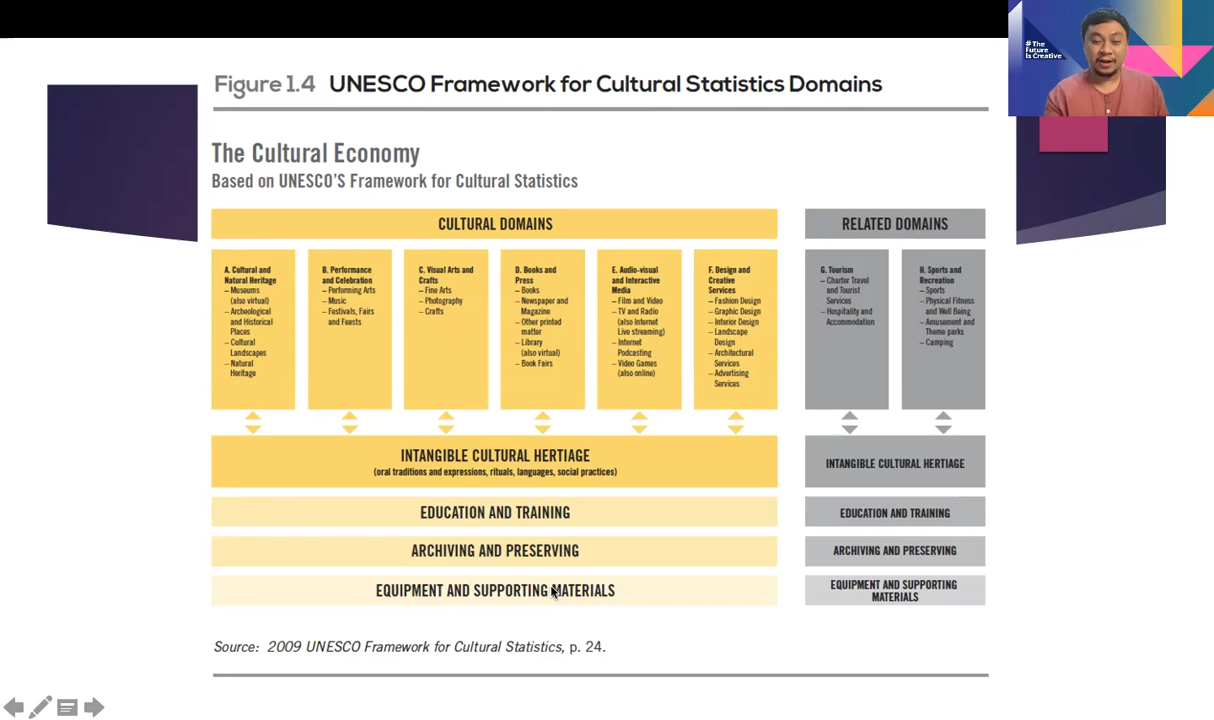 # The
Future
Is Creative
Figure 1.4 UNESCO Framework for Cultural Statistics Domains
The Cultural Economy
Based on UNESCO'S Framework for Cultural Statistics
CULTURAL DOMAINS
A. Cultural and
Natural Heritage
– Museums
(also virtual)
– Archeological
and Historical
Places
– Cultural
Landscapes
– Natural
Heritage
B. Performance
and Celebration
– Performing Arts
– Music
– Festivals, Fairs
and Feasts
C. Visual Arts and
Crafts
– Fine Arts
– Photography
– Crafts
D. Books and
Press
– Books
– Newspaper and
Magazine
– Other printed
matter
– Library
(also virtual)
– Book Fairs
E. Audio-visual
and Interactive
Media
– Film and Video
– TV and Radio
(also Internet
Live streaming)
– Internet
Podcasting
– Video Games
(also online)
F. Design and
Creative
Services
– Fashion Design
– Graphic Design
– Interior Design
– Landscape
Design
– Architectural
Services
– Advertising
Services
INTANGIBLE CULTURAL HERTIAGE
(oral traditions and expressions, rituals, languages, social practices)
EDUCATION AND TRAINING
ARCHIVING AND PRESERVING
EQUIPMENT AND SUPPORTING MATERIALS
RELATED DOMAINS
G. Tourism
– Charter Travel
and Tourist
Services
– Hospitality and
Accommodation
H. Sports and
Recreation
– Sports
– Physical Fitness
and Well Being
– Amusement and
Theme parks
– Camping
INTANGIBLE CULTURAL HERTIAGE
EDUCATION AND TRAINING
ARCHIVING AND PRESERVING
EQUIPMENT AND SUPPORTING
MATERIALS
Source: 2009 UNESCO Framework for Cultural Statistics, p. 24.